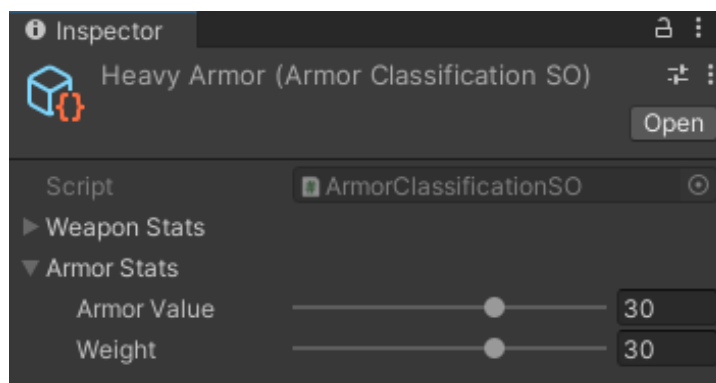 Inspector
Heavy Armor (Armor Classification SO)
Open
Script ArmorClassificationSO
Weapon Stats
Armor Stats
Armor Value 30
Weight 30